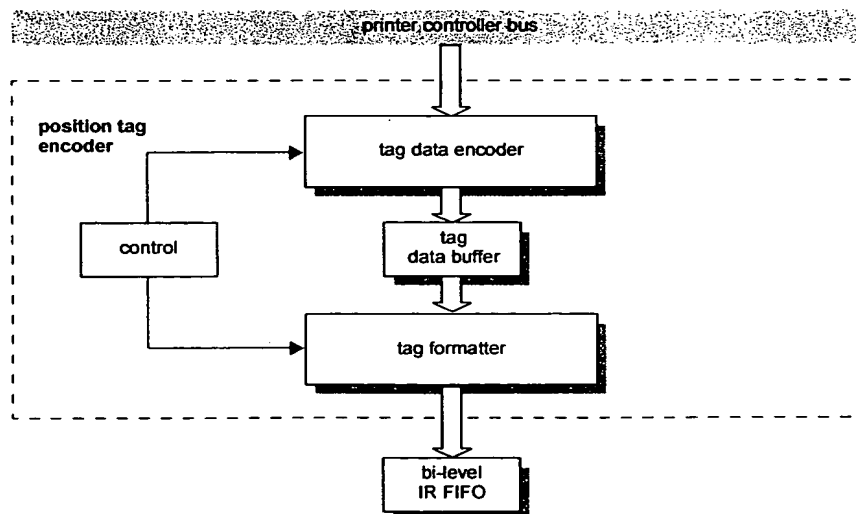 printer controller bus
position tag
encoder
tag data encoder
control
tag
data buffer
tag formatter
bi-level
IR FIFO